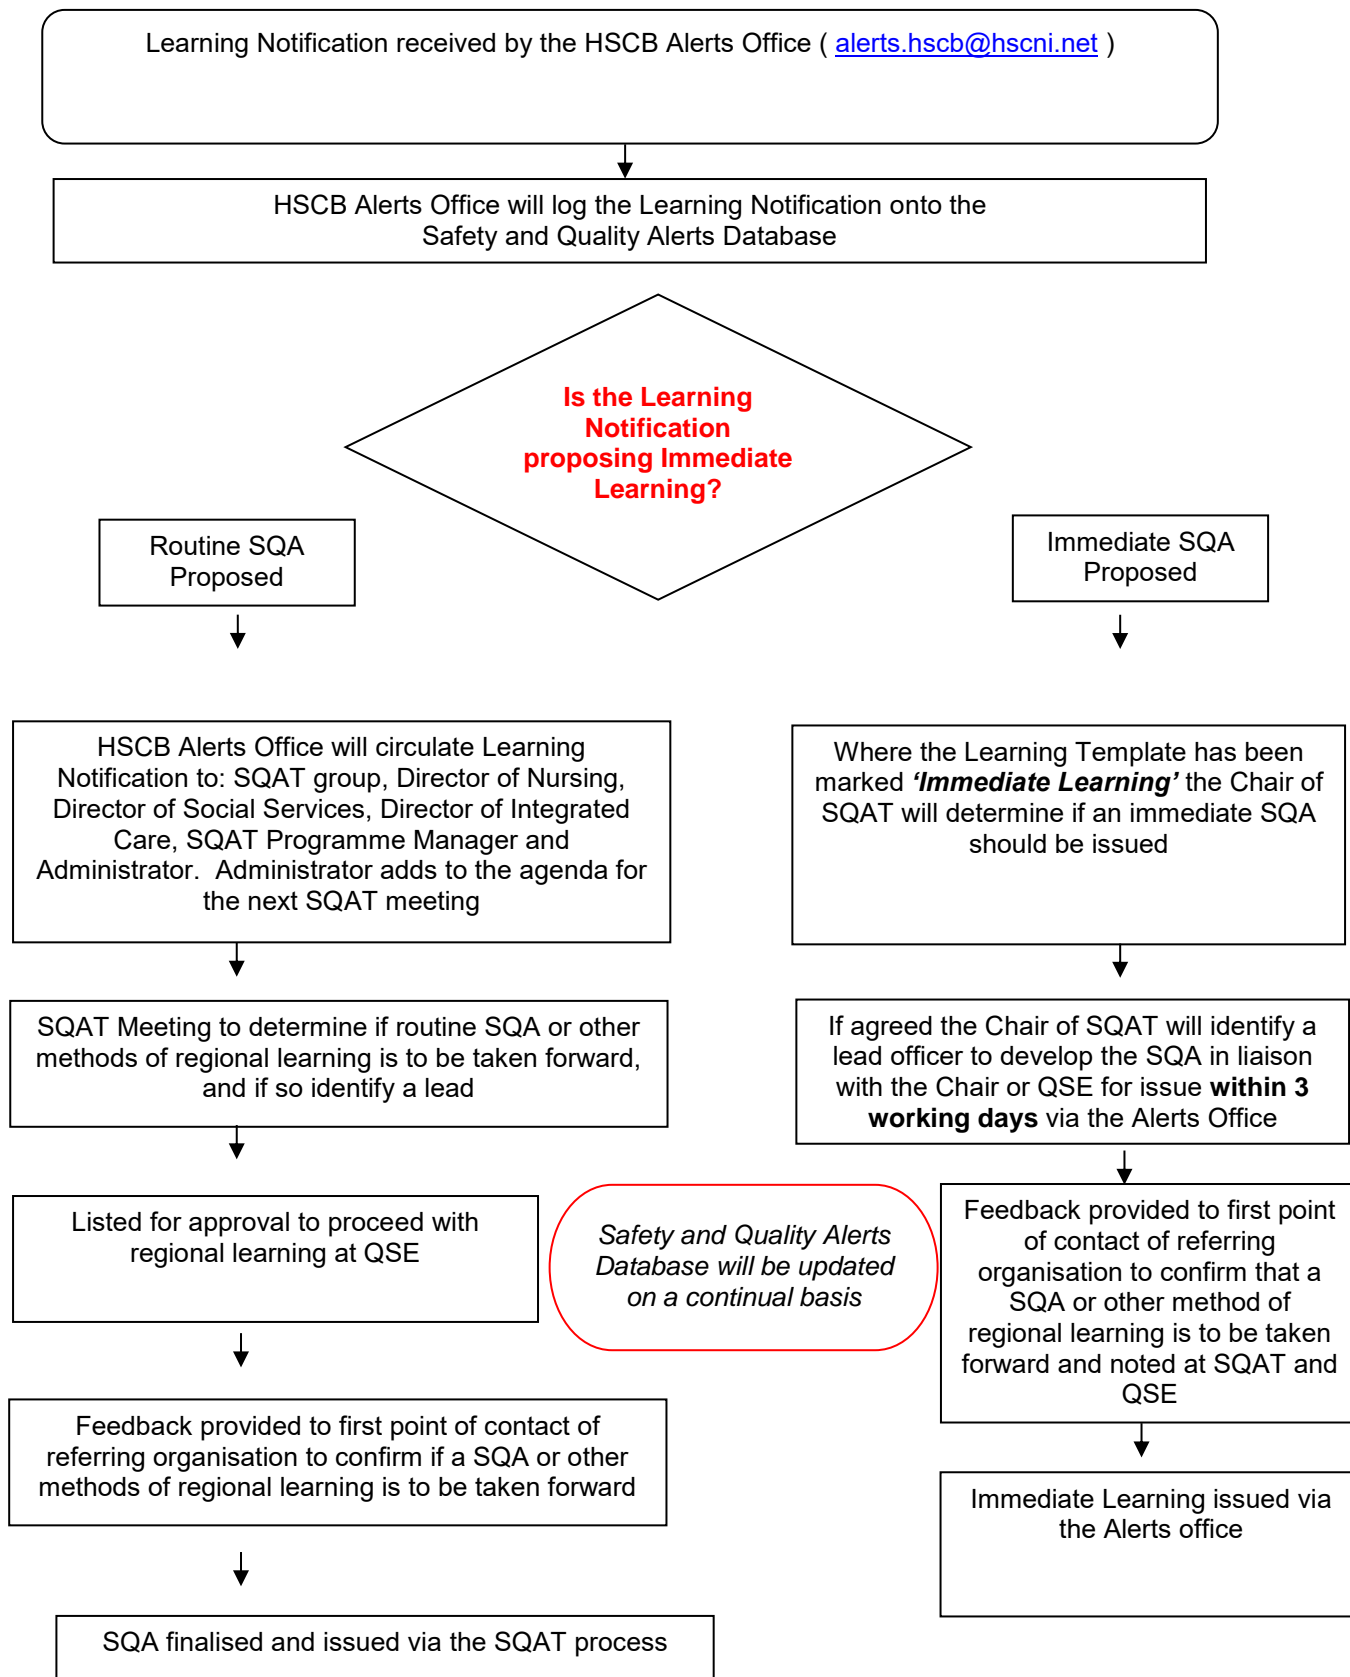 Learning Notification received by the HSCB Alerts Office ( alerts.hscb@hscni.net )
HSCB Alerts Office will log the Learning Notification onto the
Safety and Quality Alerts Database
Is the Learning
Notification
proposing Immediate
Learning?
Routine SQA
Proposed
Immediate SQA
Proposed
HSCB Alerts Office will circulate Learning
Notification to: SQAT group, Director of Nursing,
Director of Social Services, Director of Integrated
Care, SQAT Programme Manager and
Administrator. Administrator adds to the agenda for
the next SQAT meeting
Where the Learning Template has been
marked ‘Immediate Learning’ the Chair of
SQAT will determine if an immediate SQA
should be issued
SQAT Meeting to determine if routine SQA or other
methods of regional learning is to be taken forward,
and if so identify a lead
If agreed the Chair of SQAT will identify a
lead officer to develop the SQA in liaison
with the Chair or QSE for issue within 3
working days via the Alerts Office
Listed for approval to proceed with
regional learning at QSE
Safety and Quality Alerts
Database will be updated
on a continual basis
Feedback provided to first point
of contact of referring
organisation to confirm that a
SQA or other method of
regional learning is to be taken
forward and noted at SQAT and
QSE
Feedback provided to first point of contact of
referring organisation to confirm if a SQA or other
methods of regional learning is to be taken forward
Immediate Learning issued via
the Alerts office
SQA finalised and issued via the SQAT process